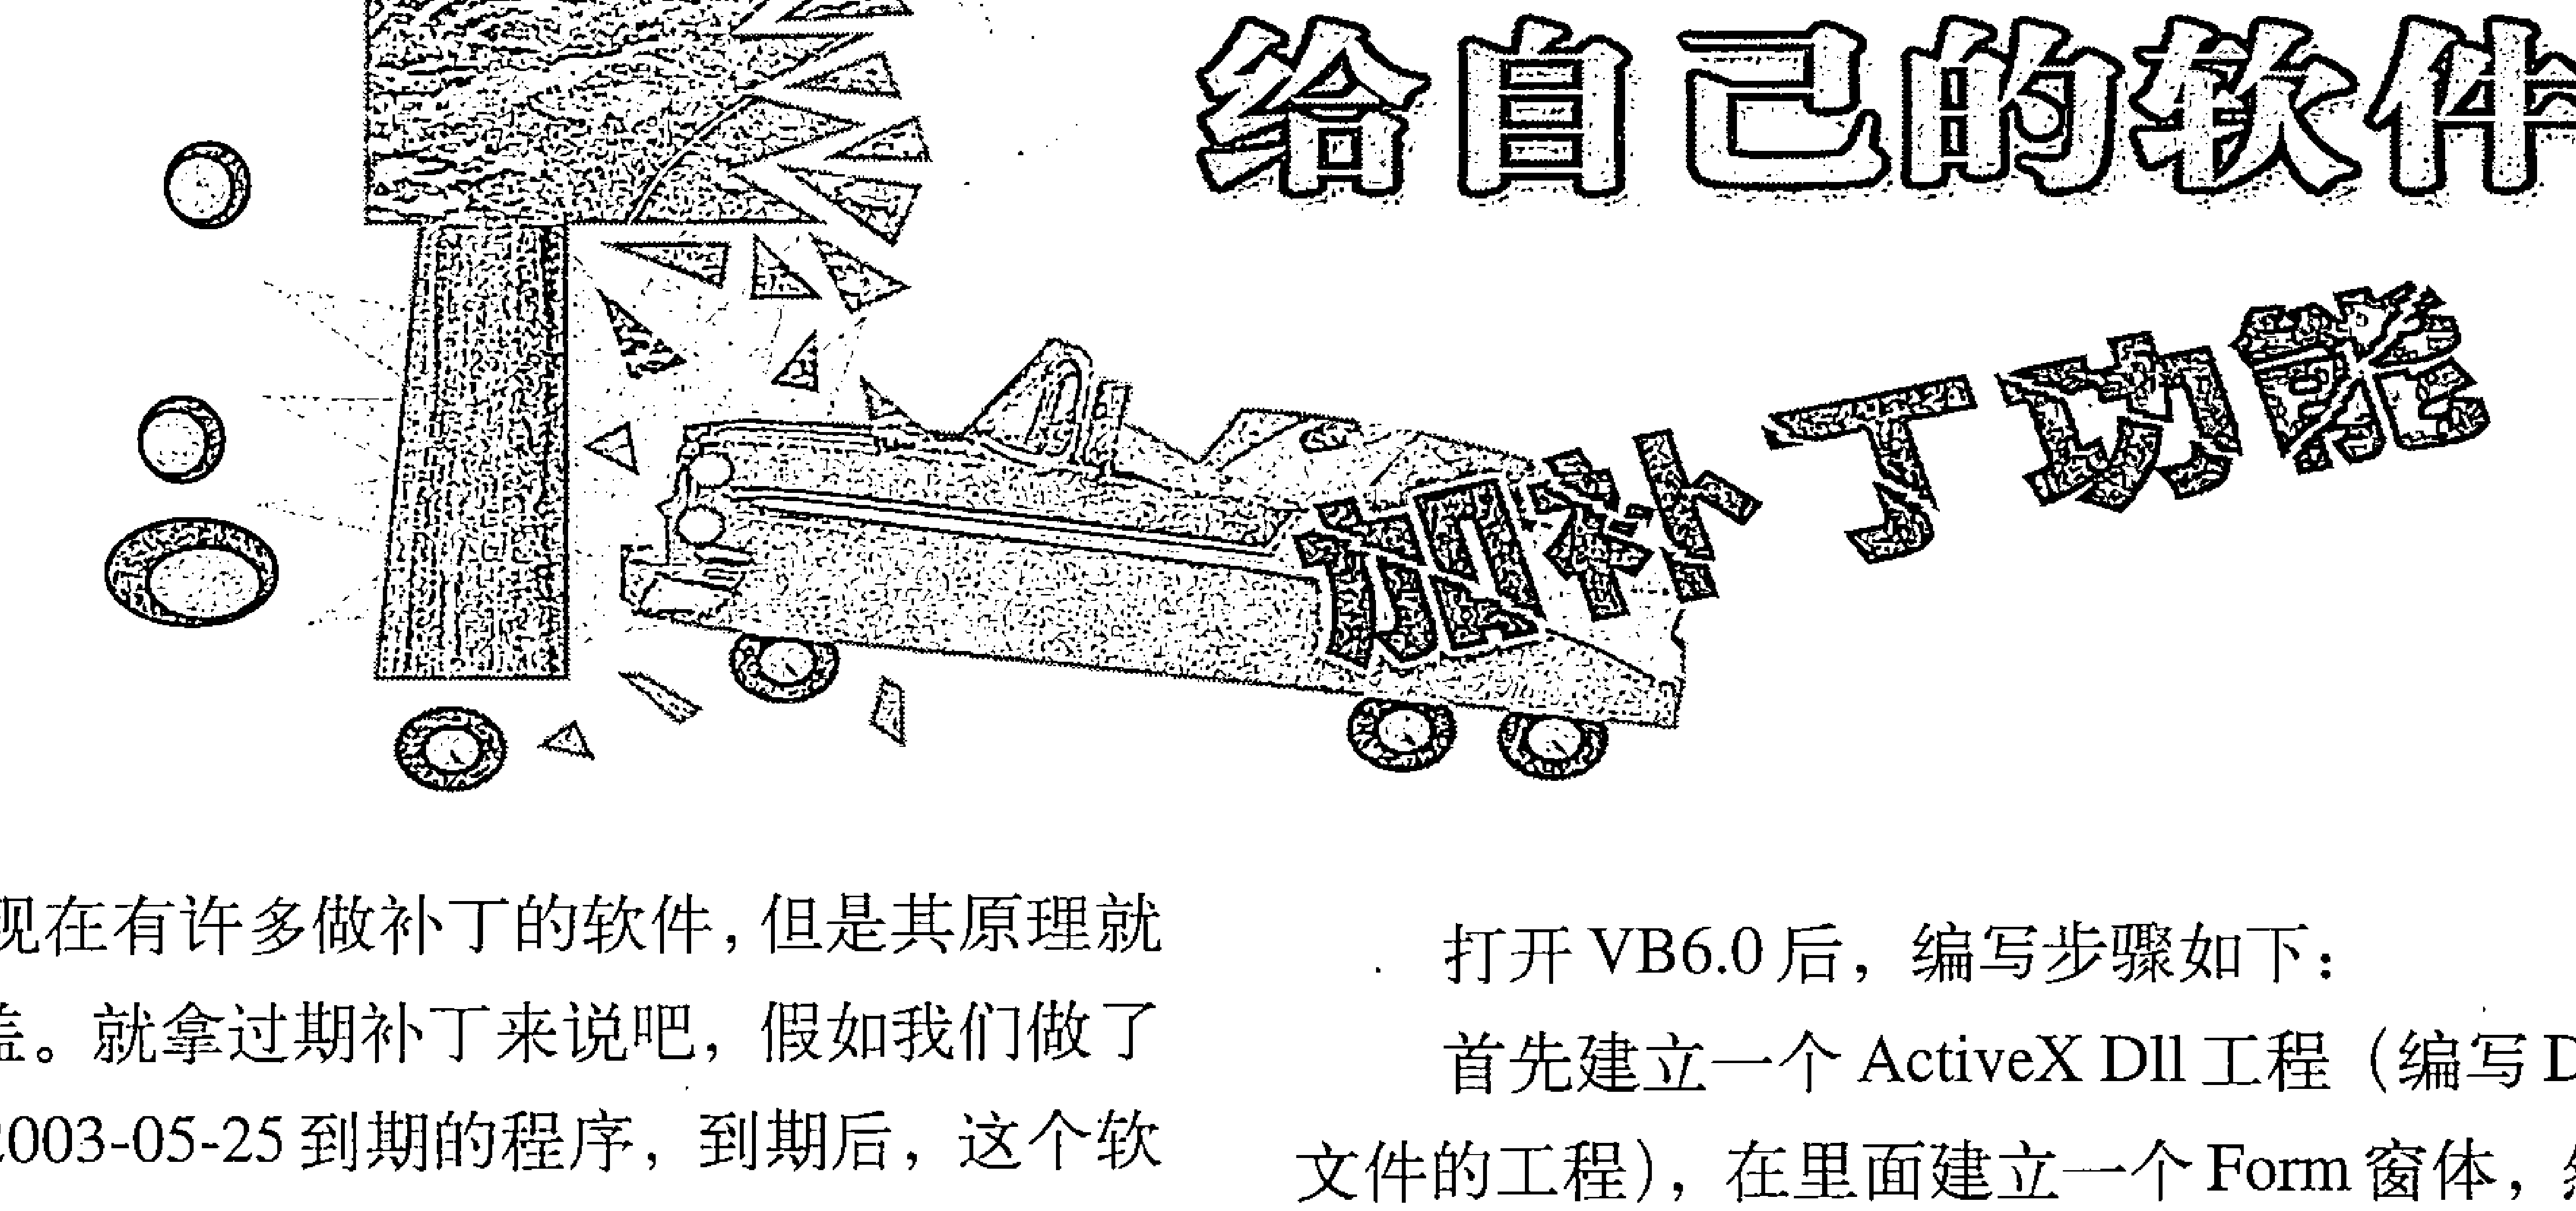 给自己的软件
加补丁功能
现在有许多做补丁的软件，但是其原理就
盖。就拿过期补丁来说吧，假如我们做了
2003-05-25到期的程序，到期后，这个软
打开VB6.0后，编写步骤如下：
首先建立一个ActiveX Dll工程（编写D
文件的工程），在里面建立一个Form窗体，